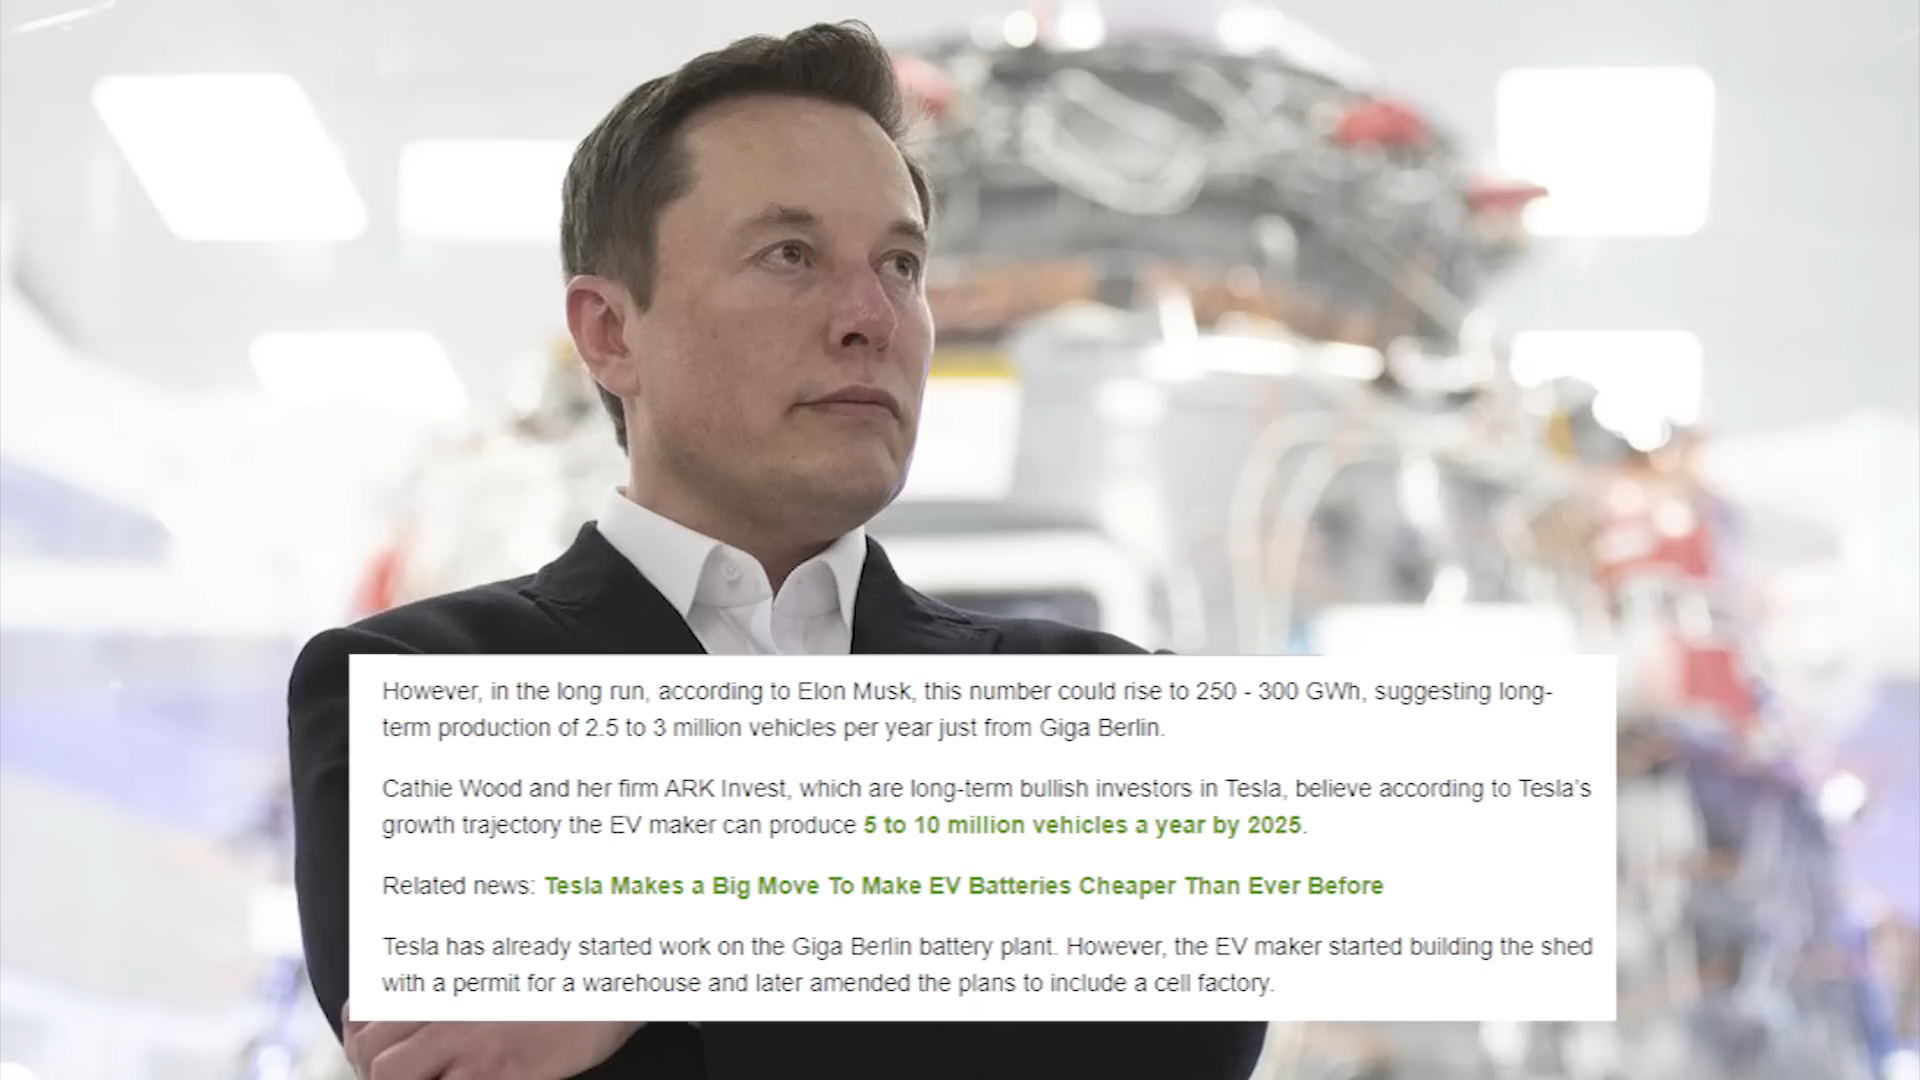 However, in the long run, according to Elon Musk, this number could rise to 250 - 300 GWh, suggesting long-
term production of 2.5 to 3 million vehicles per year just from Giga Berlin.
Cathie Wood and her firm ARK Invest, which are long-term bullish investors in Tesla, believe according to Tesla's
growth trajectory the EV maker can produce 5 to 10 million vehicles a year by 2025.
Related news: Tesla Makes a Big Move To Make EV Batteries Cheaper Than Ever Before
Tesla has already started work on the Giga Berlin battery plant. However, the EV maker started building the shed
with a permit for a warehouse and later amended the plans to include a cell factory.